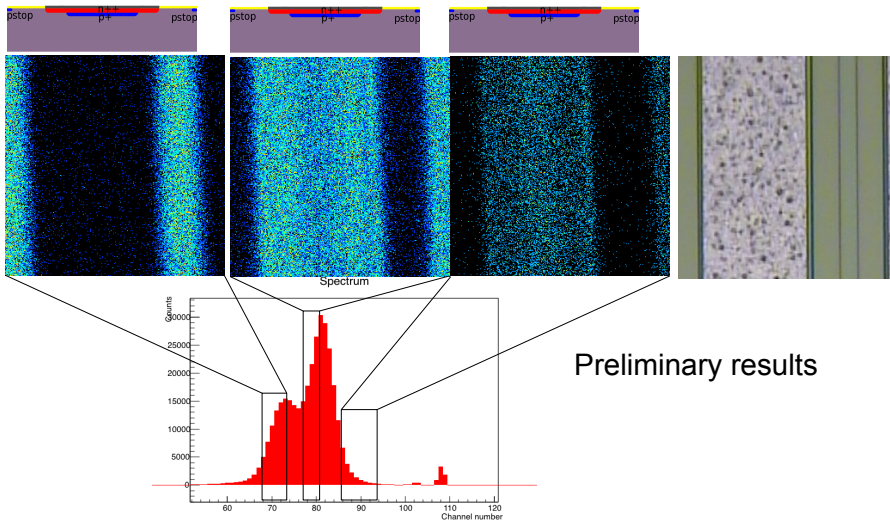 pstop n++ pstop
p+
pstop n++ pstop
p+
pstop n++ pstop
p+
Spectrum
Counts
30000
25000
20000
15000
10000
5000
0
60 70 80 90 100 110 120
Channel number
Preliminary results